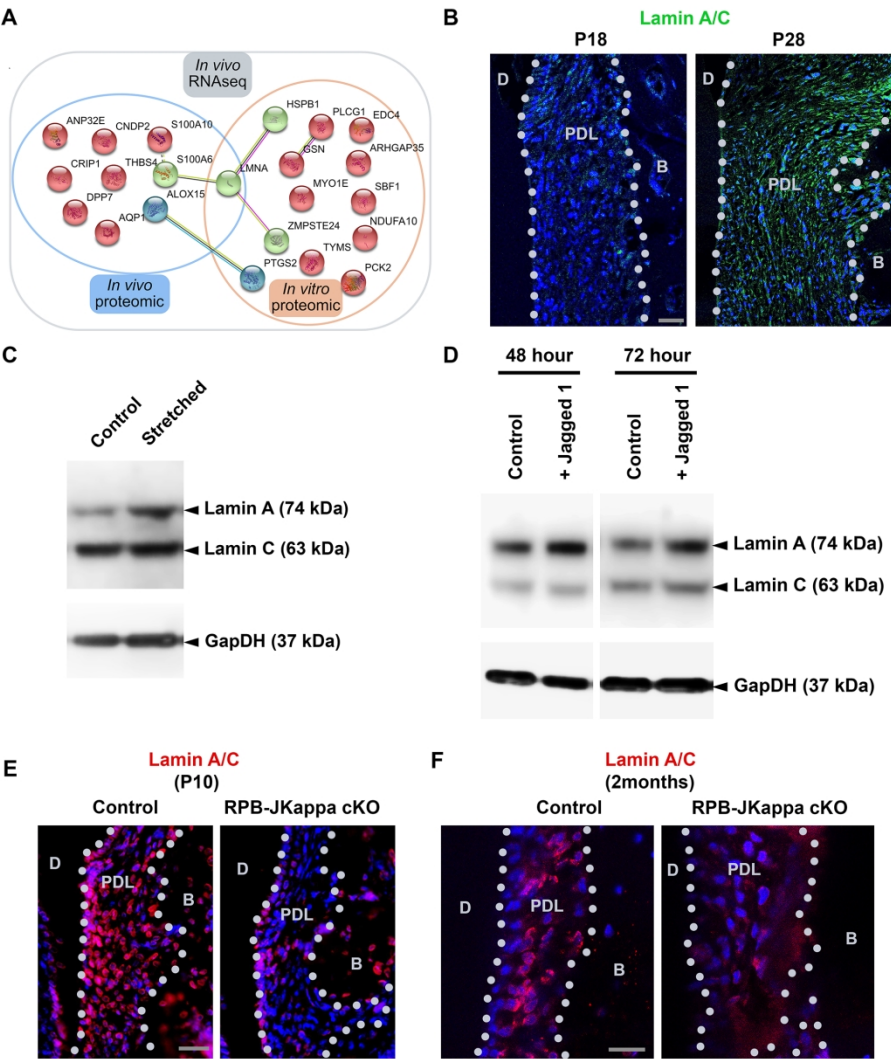 A
In vivo
RNAseq
HSPB1
PLCG1
EDC4
ANP32E
CNDP2
S100A10
GSN
ARHGAP35
CRIP1
THBS4
S100A6
LMNA
DPP7
ALOX15
MYO1E
SBF1
AQP1
ZMPSTE24
NDUFA10
TYMS
PTGS2
PCK2
In vivo
proteomic
In vitro
proteomic
B
Lamin A/C
P18
P28
D
PDL
B
D
PDL
B
C
Control
Stretched
Lamin A (74 kDa)
Lamin C (63 kDa)
GapDH (37 kDa)
D
48 hour
72 hour
Control
+ Jagged 1
Control
+ Jagged 1
Lamin A (74 kDa)
Lamin C (63 kDa)
GapDH (37 kDa)
E
Lamin A/C
(P10)
Control
RPB-JKappa cKO
D
PDL
B
D
PDL
B
F
Lamin A/C
(2months)
Control
RPB-JKappa cKO
D
PDL
B
D
PDL
B